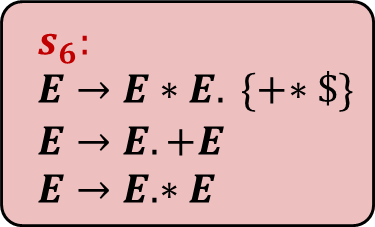 s₆:
E → E * E. {+* $}
E → E. +E
E → E.* E